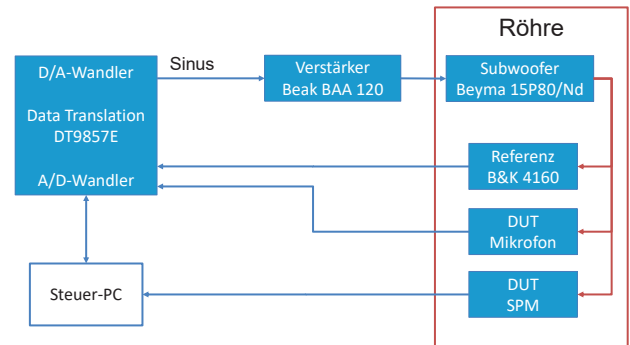 Röhre
D/A-Wandler
Data Translation
DT9857E
A/D-Wandler
Sinus
Verstärker
Beak BAA 120
Subwoofer
Beyma 15P80/Nd
Referenz
B&K 4160
DUT
Mikrofon
DUT
SPM
Steuer-PC